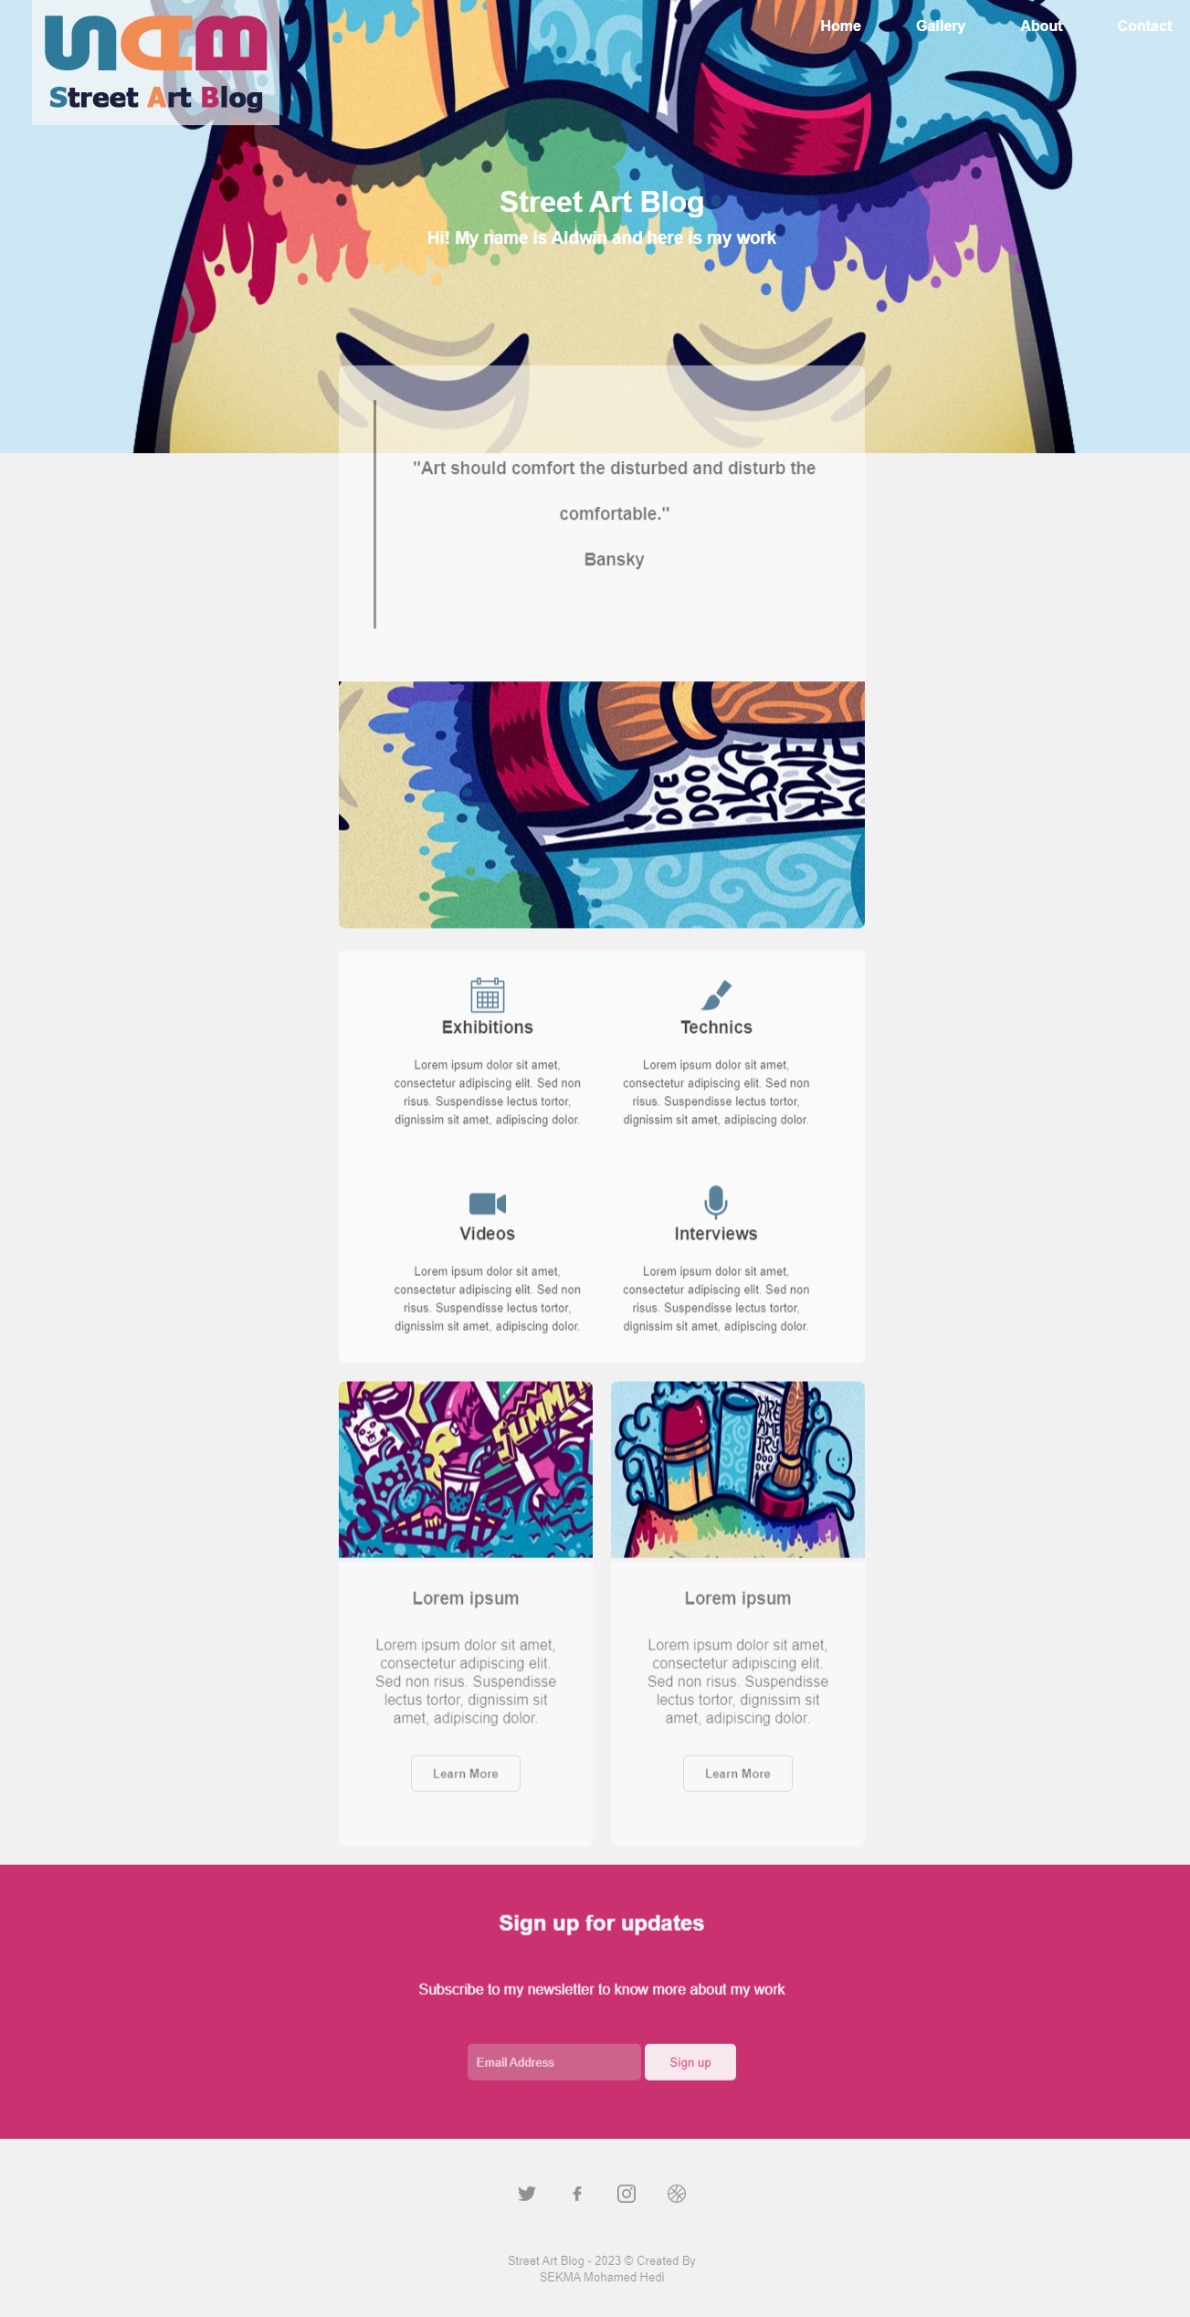 Street Art Blog
Home Gallery About Contact
Street Art Blog
Hi! My name is Aldwin and here is my work
"Art should comfort the disturbed and disturb the
comfortable."
Bansky
Exhibitions
Lorem ipsum dolor sit amet,
consectetur adipiscing elit. Sed non
risus. Suspendisse lectus tortor,
dignissim sit amet, adipiscing dolor.
Technics
Lorem ipsum dolor sit amet,
consectetur adipiscing elit. Sed non
risus. Suspendisse lectus tortor,
dignissim sit amet, adipiscing dolor.
Videos
Lorem ipsum dolor sit amet,
consectetur adipiscing elit. Sed non
risus. Suspendisse lectus tortor,
dignissim sit amet, adipiscing dolor.
Interviews
Lorem ipsum dolor sit amet,
consectetur adipiscing elit. Sed non
risus. Suspendisse lectus tortor,
dignissim sit amet, adipiscing dolor.
SUMMER
Lorem ipsum
Lorem ipsum dolor sit amet,
consectetur adipiscing elit.
Sed non risus. Suspendisse
lectus tortor, dignissim sit
amet, adipiscing dolor.
Learn More
Lorem ipsum
Lorem ipsum dolor sit amet,
consectetur adipiscing elit.
Sed non risus. Suspendisse
lectus tortor, dignissim sit
amet, adipiscing dolor.
Learn More
Sign up for updates
Subscribe to my newsletter to know more about my work
Email Address Sign up
Street Art Blog - 2023 © Created By
SEKMA Mohamed Hedi